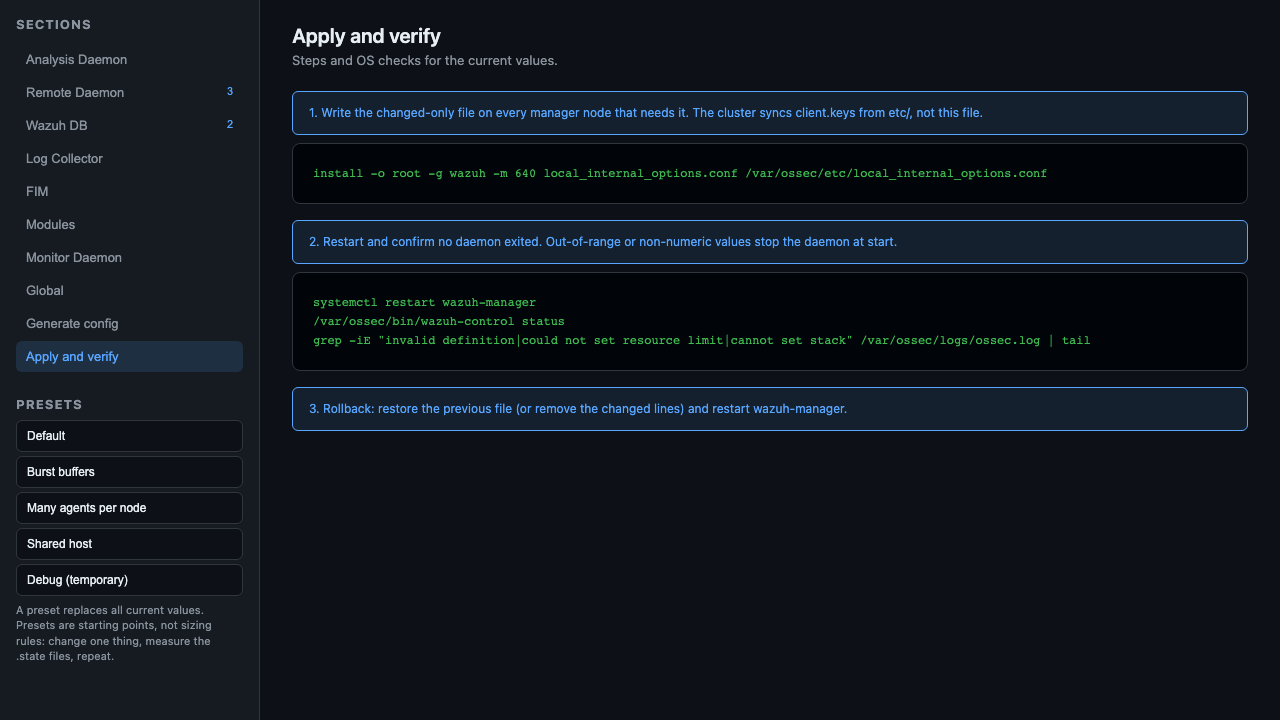 SECTIONS
Analysis Daemon
Remote Daemon 3
Wazuh DB 2
Log Collector
FIM
Modules
Monitor Daemon
Global
Generate config
Apply and verify
PRESETS
Default
Burst buffers
Many agents per node
Shared host
Debug (temporary)
A preset replaces all current values.
Presets are starting points, not sizing
rules: change one thing, measure the
.state files, repeat.
Apply and verify
Steps and OS checks for the current values.
1. Write the changed-only file on every manager node that needs it. The cluster syncs client.keys from etc/, not this file.
install -o root -g wazuh -m 640 local_internal_options.conf /var/ossec/etc/local_internal_options.conf
2. Restart and confirm no daemon exited. Out-of-range or non-numeric values stop the daemon at start.
systemctl restart wazuh-manager
/var/ossec/bin/wazuh-control status
grep -iE "invalid definition|could not set resource limit|cannot set stack" /var/ossec/logs/ossec.log | tail
3. Rollback: restore the previous file (or remove the changed lines) and restart wazuh-manager.